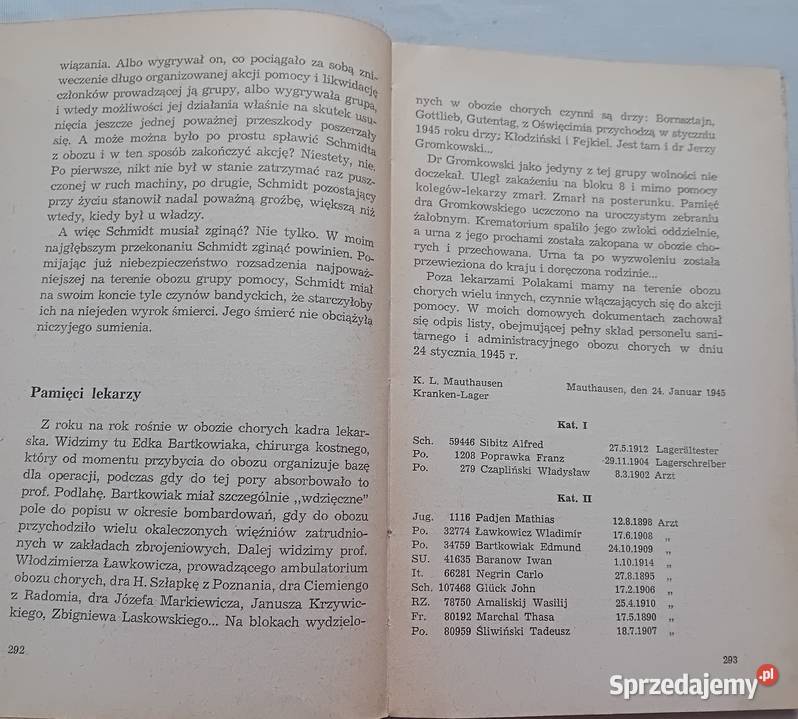 wiązania. Albo wygrywał on, co pociągało za sobą zni-
weczenie długo organizowanej akcji pomocy i likwidację
członków prowadzącej ją grupy, albo wygrywała grupa,
i wtedy możliwości jej działania właśnie na skutek usu-
nięcia jeszcze jednej poważnej przeszkody poszerzały
się. A może można było po prostu spławić Schmidta
z obozu i w ten sposób zakończyć akcję? Niestety, nie.
Po pierwsze, nikt nie był w stanie zatrzymać raz pusz-
czonej w ruch machiny, po drugie, Schmidt pozostający
przy życiu stanowił nadal poważną groźbę, większą niż
wtedy, kiedy był u władzy.
A więc Schmidt musiał zginąć? Nie tylko. W moim
najgłębszym przekonaniu Schmidt zginąć powinien. Po-
mijając już niebezpieczeństwo rozsadzenia najpoważ-
niejszej na terenie obozu grupy pomocy, Schmidt miał
na swoim koncie tyle czynów bandyckich, że starczyłoby
ich na niejeden wyrok śmierci. Jego śmierć nie obciążyła
niczyjego sumienia.
Pamięci lekarzy
Z roku na rok rośnie w obozie chorych kadra lekar-
ska. Widzimy tu Edka Bartkowiaka, chirurga kostnego,
który od momentu przybycia do obozu organizuje bazę
dla operacji, podczas gdy do tej pory absorbowało to
prof. Podlahę. Bartkowiak miał szczególnie „wdzięczne"
pole do popisu w okresie bombardowań, gdy do obozu
przychodziło wielu okaleczonych więźniów zatrudnio-
nych w zakładach zbrojeniowych. Dalej widzimy prof.
Włodzimierza Ławkowicza, prowadzącego ambulatorium
obozu chorych, dra H. Szłapkę z Poznania, dra Ciemiengo
z Radomia, dra Józefa Markiewicza, Janusza Krzywic-
kiego, Zbigniewa Laskowskiego... Na blokach wydzielo-
292
nych w obozie chorych czynni są drzy: Bornsztajn,
Gottlieb, Gutentag, z Oświęcimia przychodzą w styczniu
1945 roku drzy; Kłodziński i Fejkiel. Jest tam i dr Jerzy
Gromkowski...
Dr Gromkowski jako jedyny z tej grupy wolności nie
doczekał. Uległ zakażeniu na bloku 8 i mimo pomocy
kolegów-lekarzy zmarł. Zmarł na posterunku. Pamięć
dra Gromkowskiego uczczono na uroczystym zebraniu
żałobnym. Krematorium spaliło jego zwłoki oddzielnie,
a urna z jego prochami została zakopana w obozie cho-
rych i przechowana. Urna ta po wyzwoleniu została
przewieziona do kraju i doręczona rodzinie...
Poza lekarzami Polakami mamy na terenie obozu
chorych wielu innych, czynnie włączających się do akcji
pomocy. W moich domowych dokumentach zachował
się odpis listy, obejmującej pełny skład personelu sani-
tarnego i administracyjnego obozu chorych w dniu
24 stycznia 1945 r.
K. L. Mauthausen Mauthausen, den 24. Januar 1945
Kranken-Lager
Kat. I
Sch. 59446 Sibitz Alfred 27.5.1912 Lagerültester
Po. 1208 Poprawka Franz 29.11.1904 Lagerschreiber
Po. 279 Czapliński Władysław 8.3.1902 Arzt
Kat. II
Jug. 1116 Padjen Mathias 12.8.1898 Arzt
Po. 32774 Ławkowicz Wladimir 17.6.1908 „
Po. 34759 Bartkowiak Edmund 24.10.1909 „
SU. 41635 Baranow Iwan 1.10.1914 „
It. 66281 Negrin Carlo 27.8.1895 „
Sch. 107468 Glück John 17.2.1906 „
RZ. 78750 Amaliskij Wasilij 25.4.1910 „
Fr. 80192 Marchal Thasa 17.5.1890 „
Po. 80959 Śliwiński Tadeusz 18.7.1907 „
293
Sprzedajemy.pl